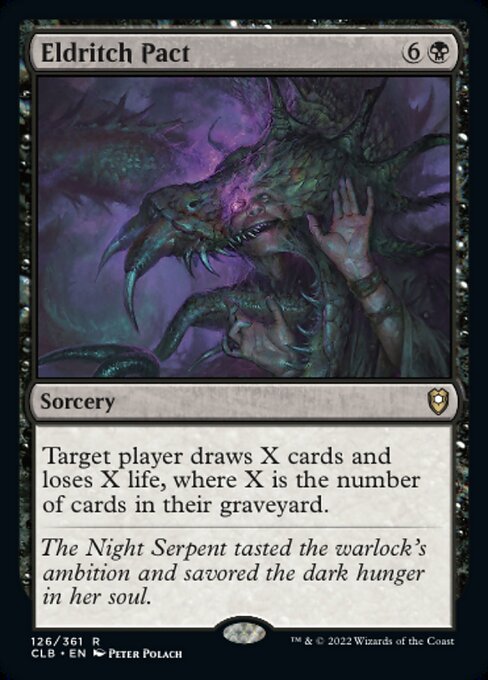 Eldritch Pact 6
Sorcery
Target player draws X cards and
loses X life, where X is the number
of cards in their graveyard.
The Night Serpent tasted the warlock's
ambition and savored the dark hunger
in her soul.
126/361 R
™ & © 2022 Wizards of the Coast
CLB • EN Peter Polach